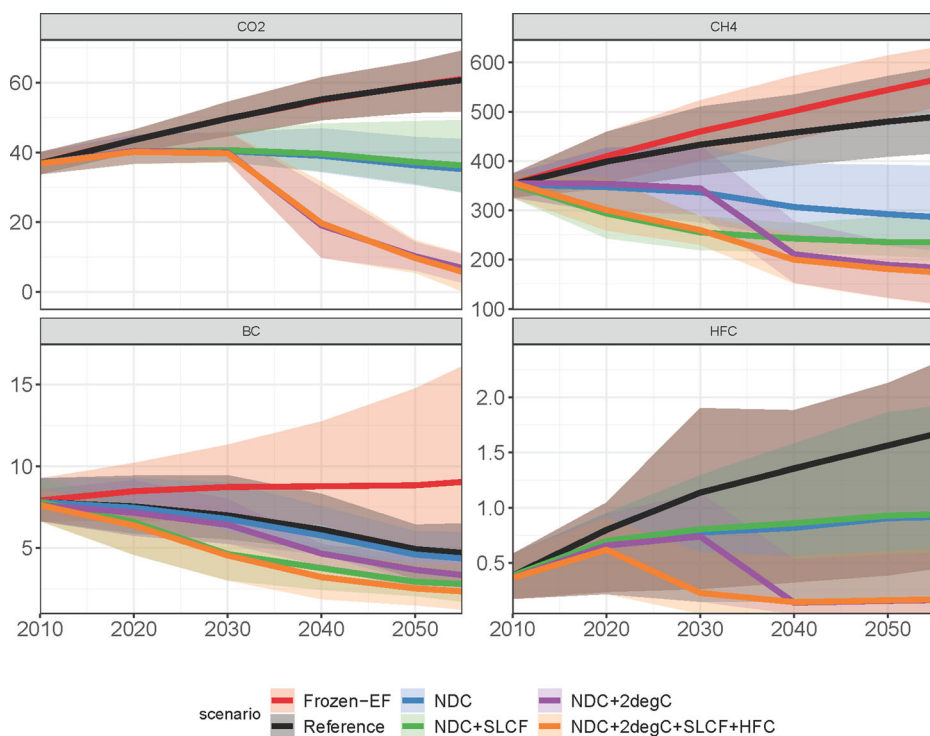 CO2
CH4
60
40
20
0
600
500
400
300
200
100
BC
HFC
15
10
5
2.0
1.5
1.0
0.5
2010 2020 2030 2040 2050
2010 2020 2030 2040 2050
scenario
Frozen−EF NDC NDC+2degC
Reference NDC+SLCF NDC+2degC+SLCF+HFC